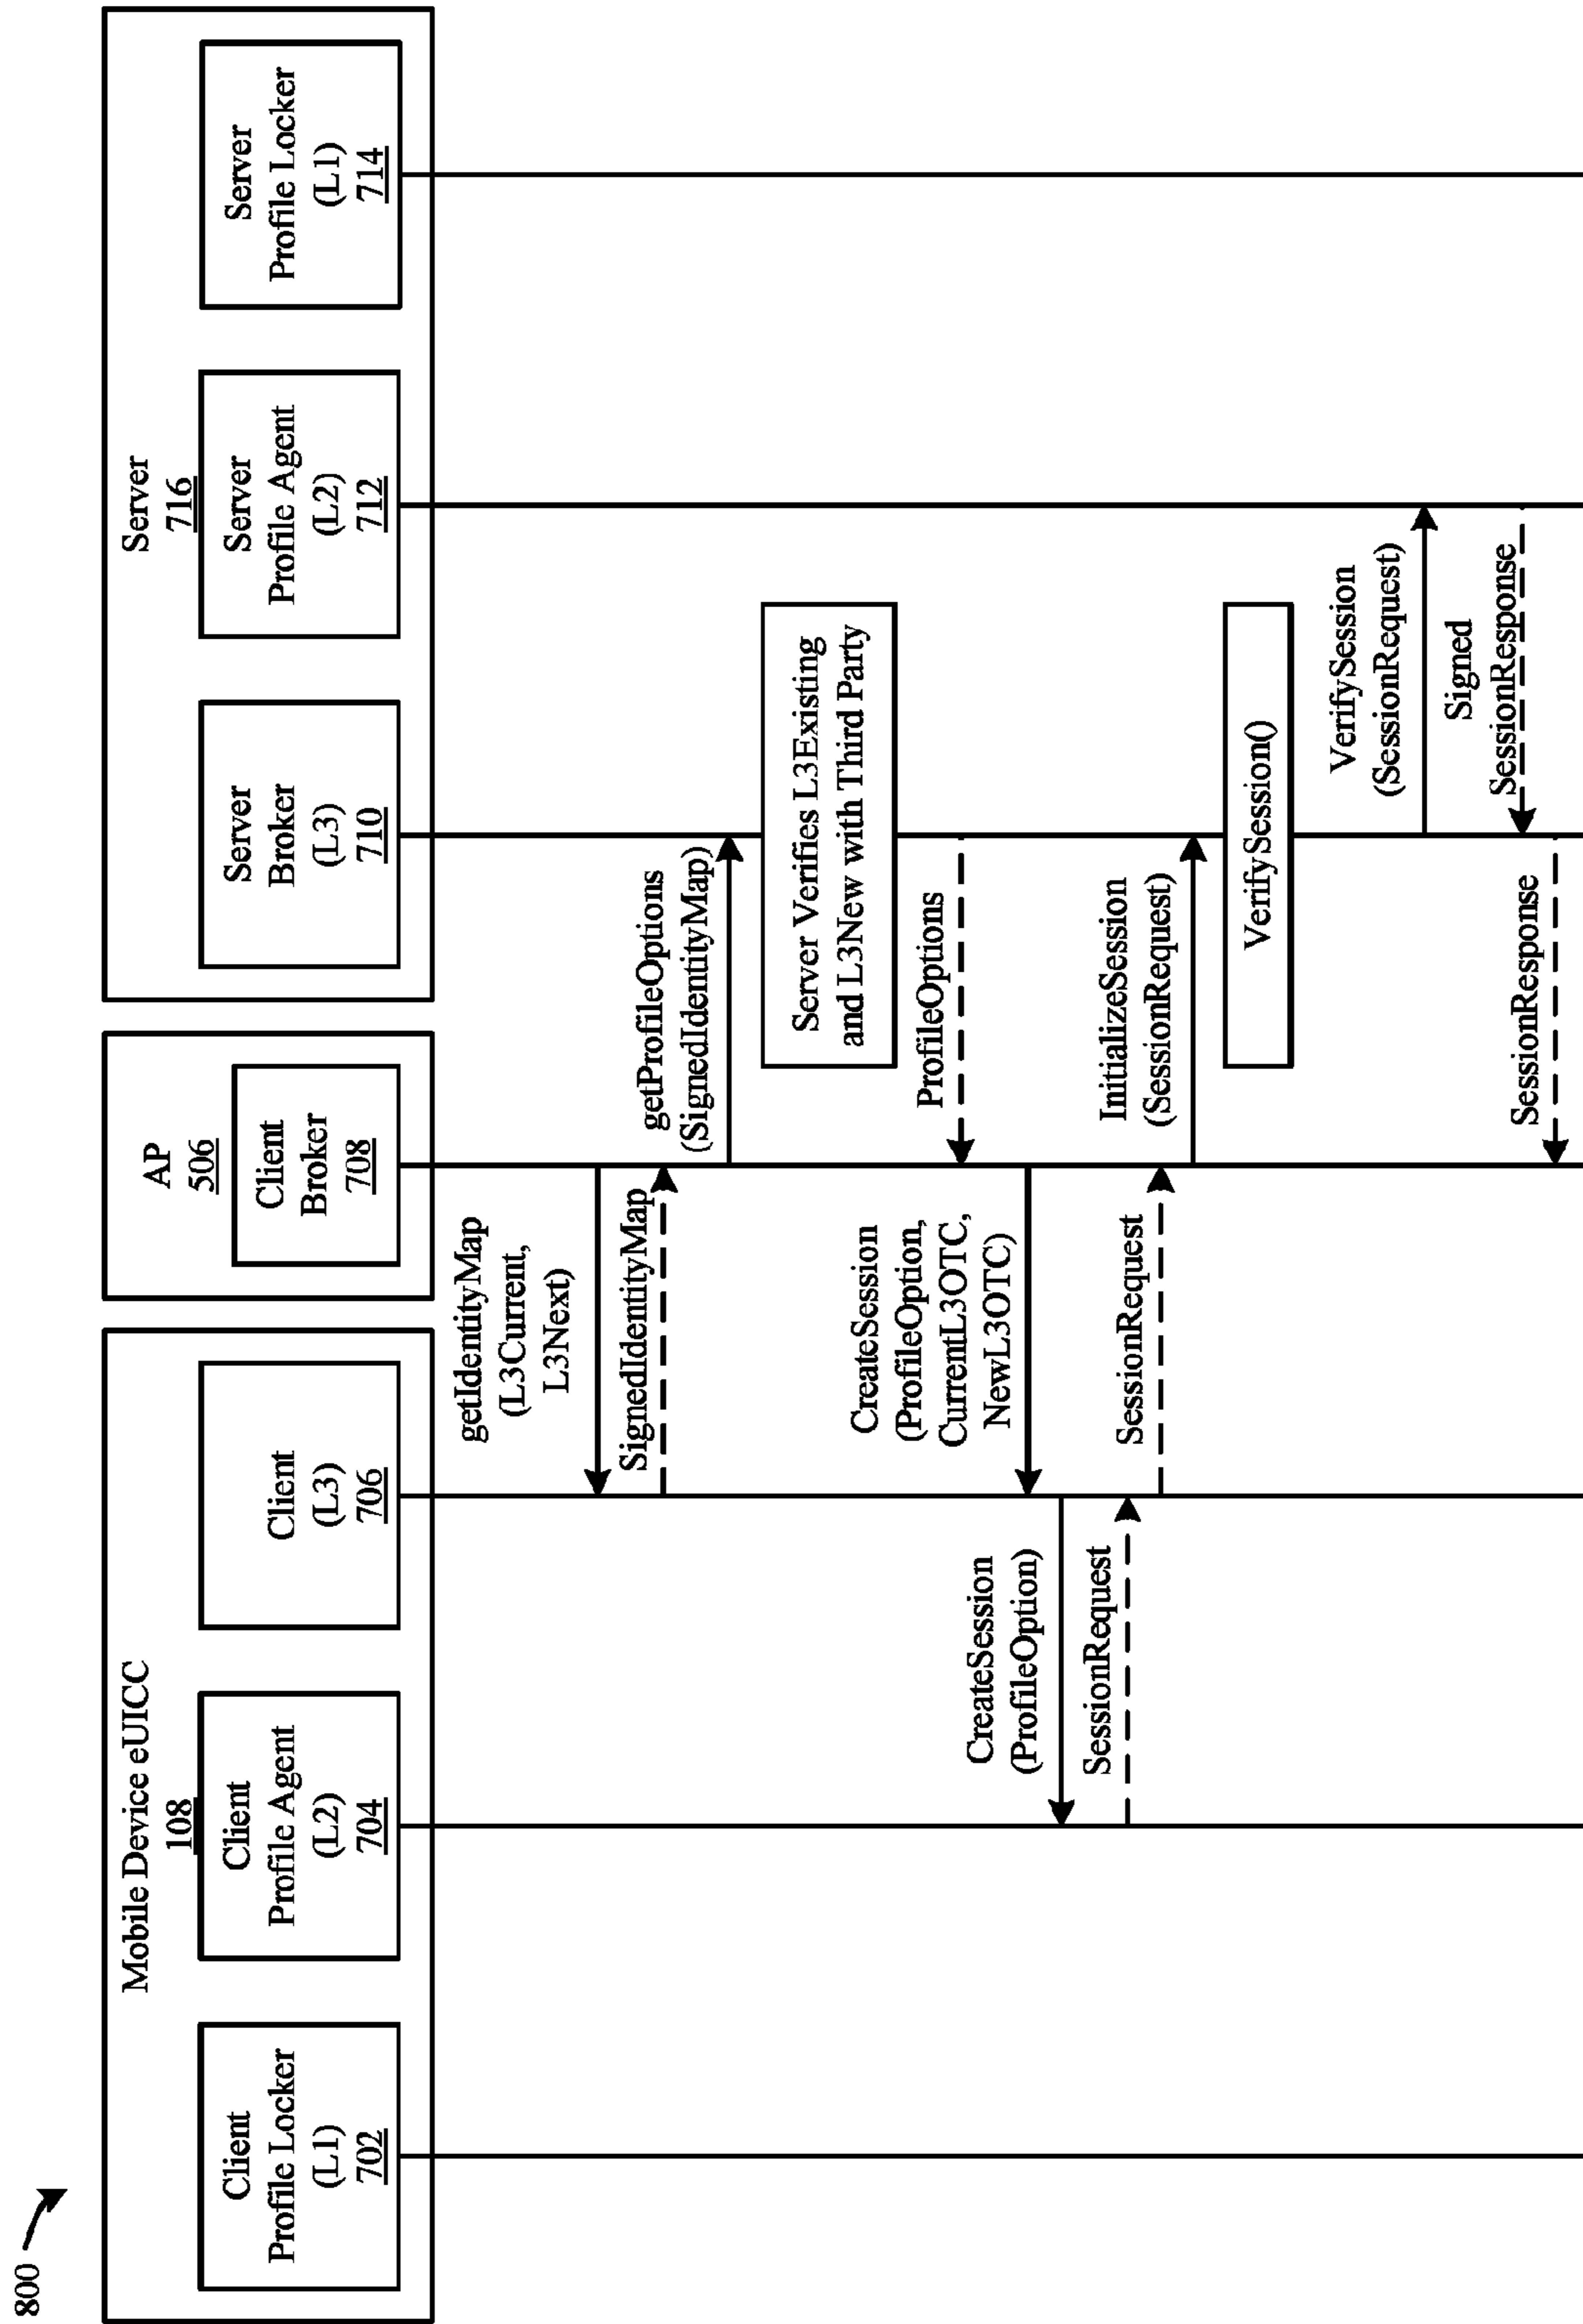 800
Mobile Device eUICC
108
Client
Profile Locker
(L1)
702
Client
Profile Agent
(L2)
704
Client
(L3)
706
AP
506
Client
Broker
708
Server
716
Server
Broker
(L3)
710
Server
Profile Agent
(L2)
712
Server
Profile Locker
(L1)
714
getIdentityMap
(L3Current,
L3Next)
SignedIdentityMap
getProfileOptions
(SignedIdentityMap)
Server Verifies L3Existing
and L3New with Third Party
ProfileOptions
CreateSession
(ProfileOption,
CurrentL3OTC,
NewL3OTC)
CreateSession
(ProfileOption)
SessionRequest
SessionRequest
InitializeSession
(SessionRequest)
VerifySession()
VerifySession
(SessionRequest)
Signed
SessionResponse
SessionResponse